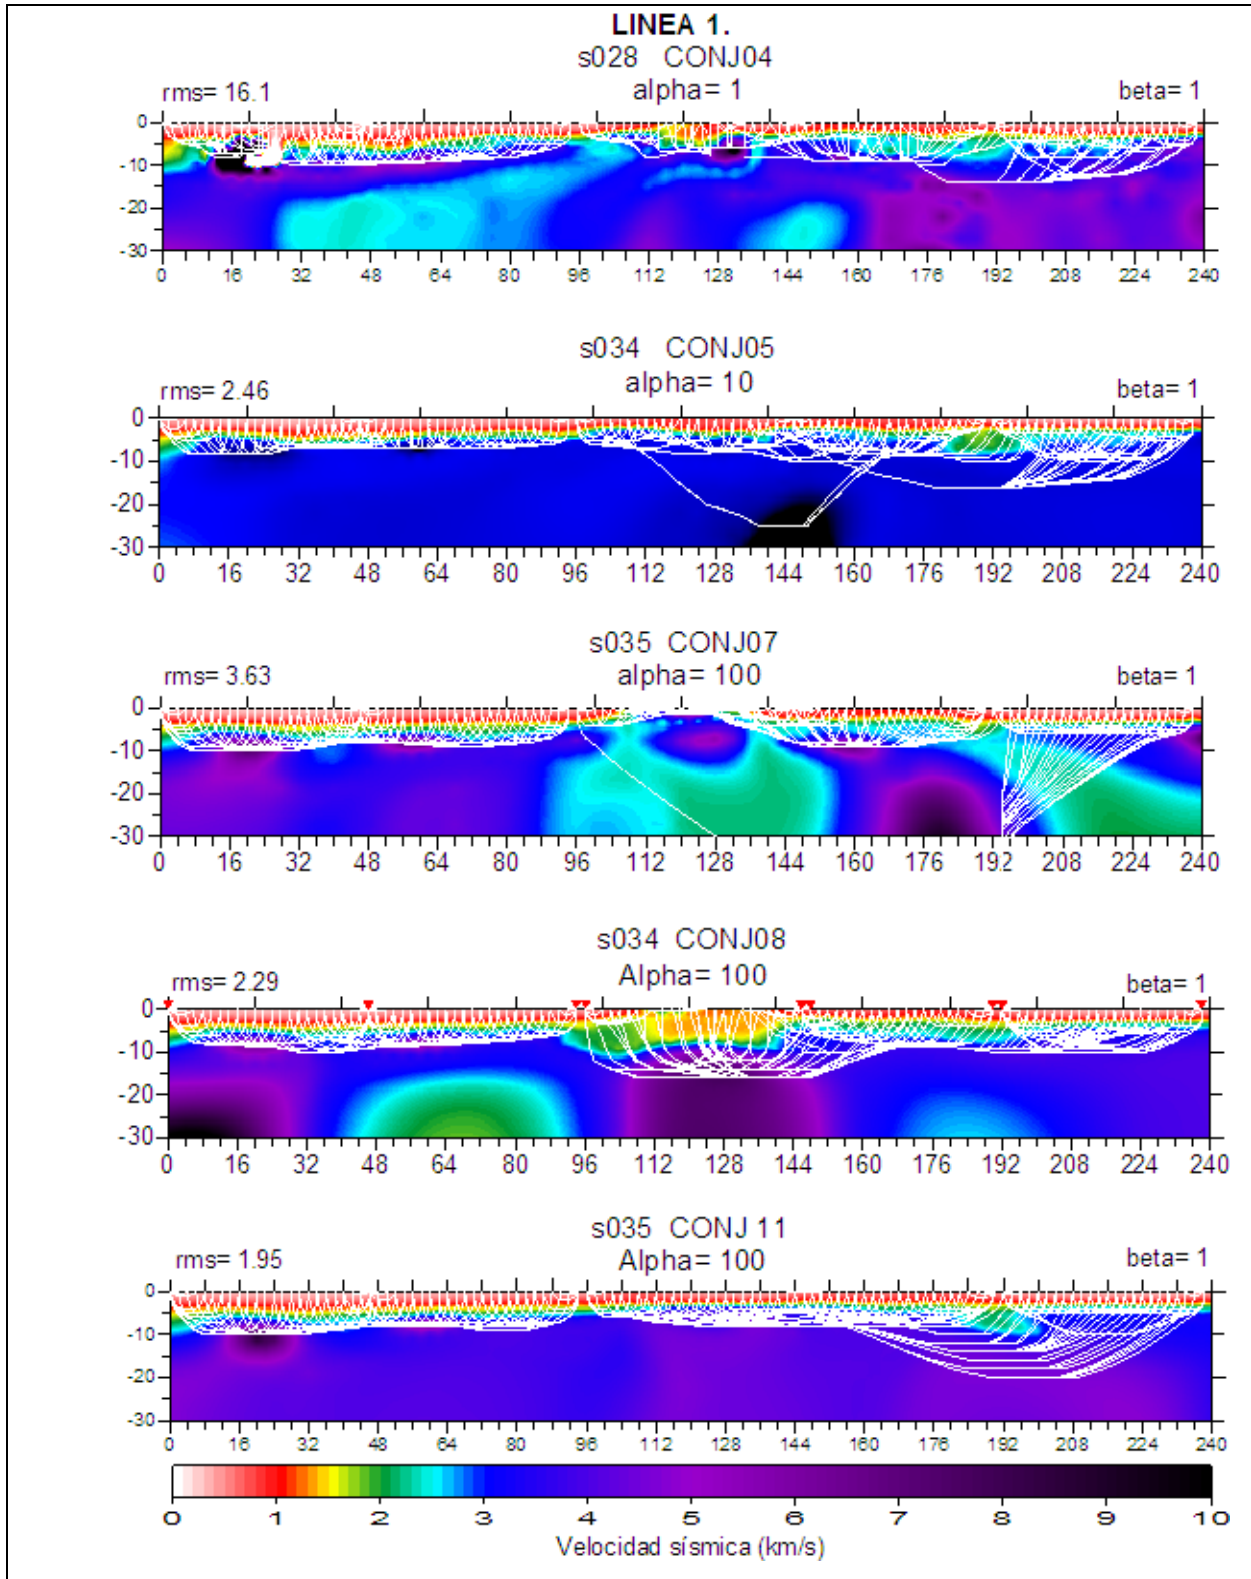 LINEA 1.
s028 CONJ04
rms= 16.1 alpha= 1 beta= 1
0
-10
-20
-30
0 16 32 48 64 80 96 112 128 144 160 176 192 208 224 240
s034 CONJ05
rms= 2.46 alpha= 10 beta= 1
0
-10
-20
-30
0 16 32 48 64 80 96 112 128 144 160 176 192 208 224 240
s035 CONJ07
rms= 3.63 alpha= 100 beta= 1
0
-10
-20
-30
0 16 32 48 64 80 96 112 128 144 160 176 192 208 224 240
s034 CONJ08
rms= 2.29 Alpha= 100 beta= 1
0
-10
-20
-30
0 16 32 48 64 80 96 112 128 144 160 176 192 208 224 240
s035 CONJ 11
rms= 1.95 Alpha= 100 beta= 1
0
-10
-20
-30
0 16 32 48 64 80 96 112 128 144 160 176 192 208 224 240
0 1 2 3 4 5 6 7 8 9 10
Velocidad sísmica (km/s)